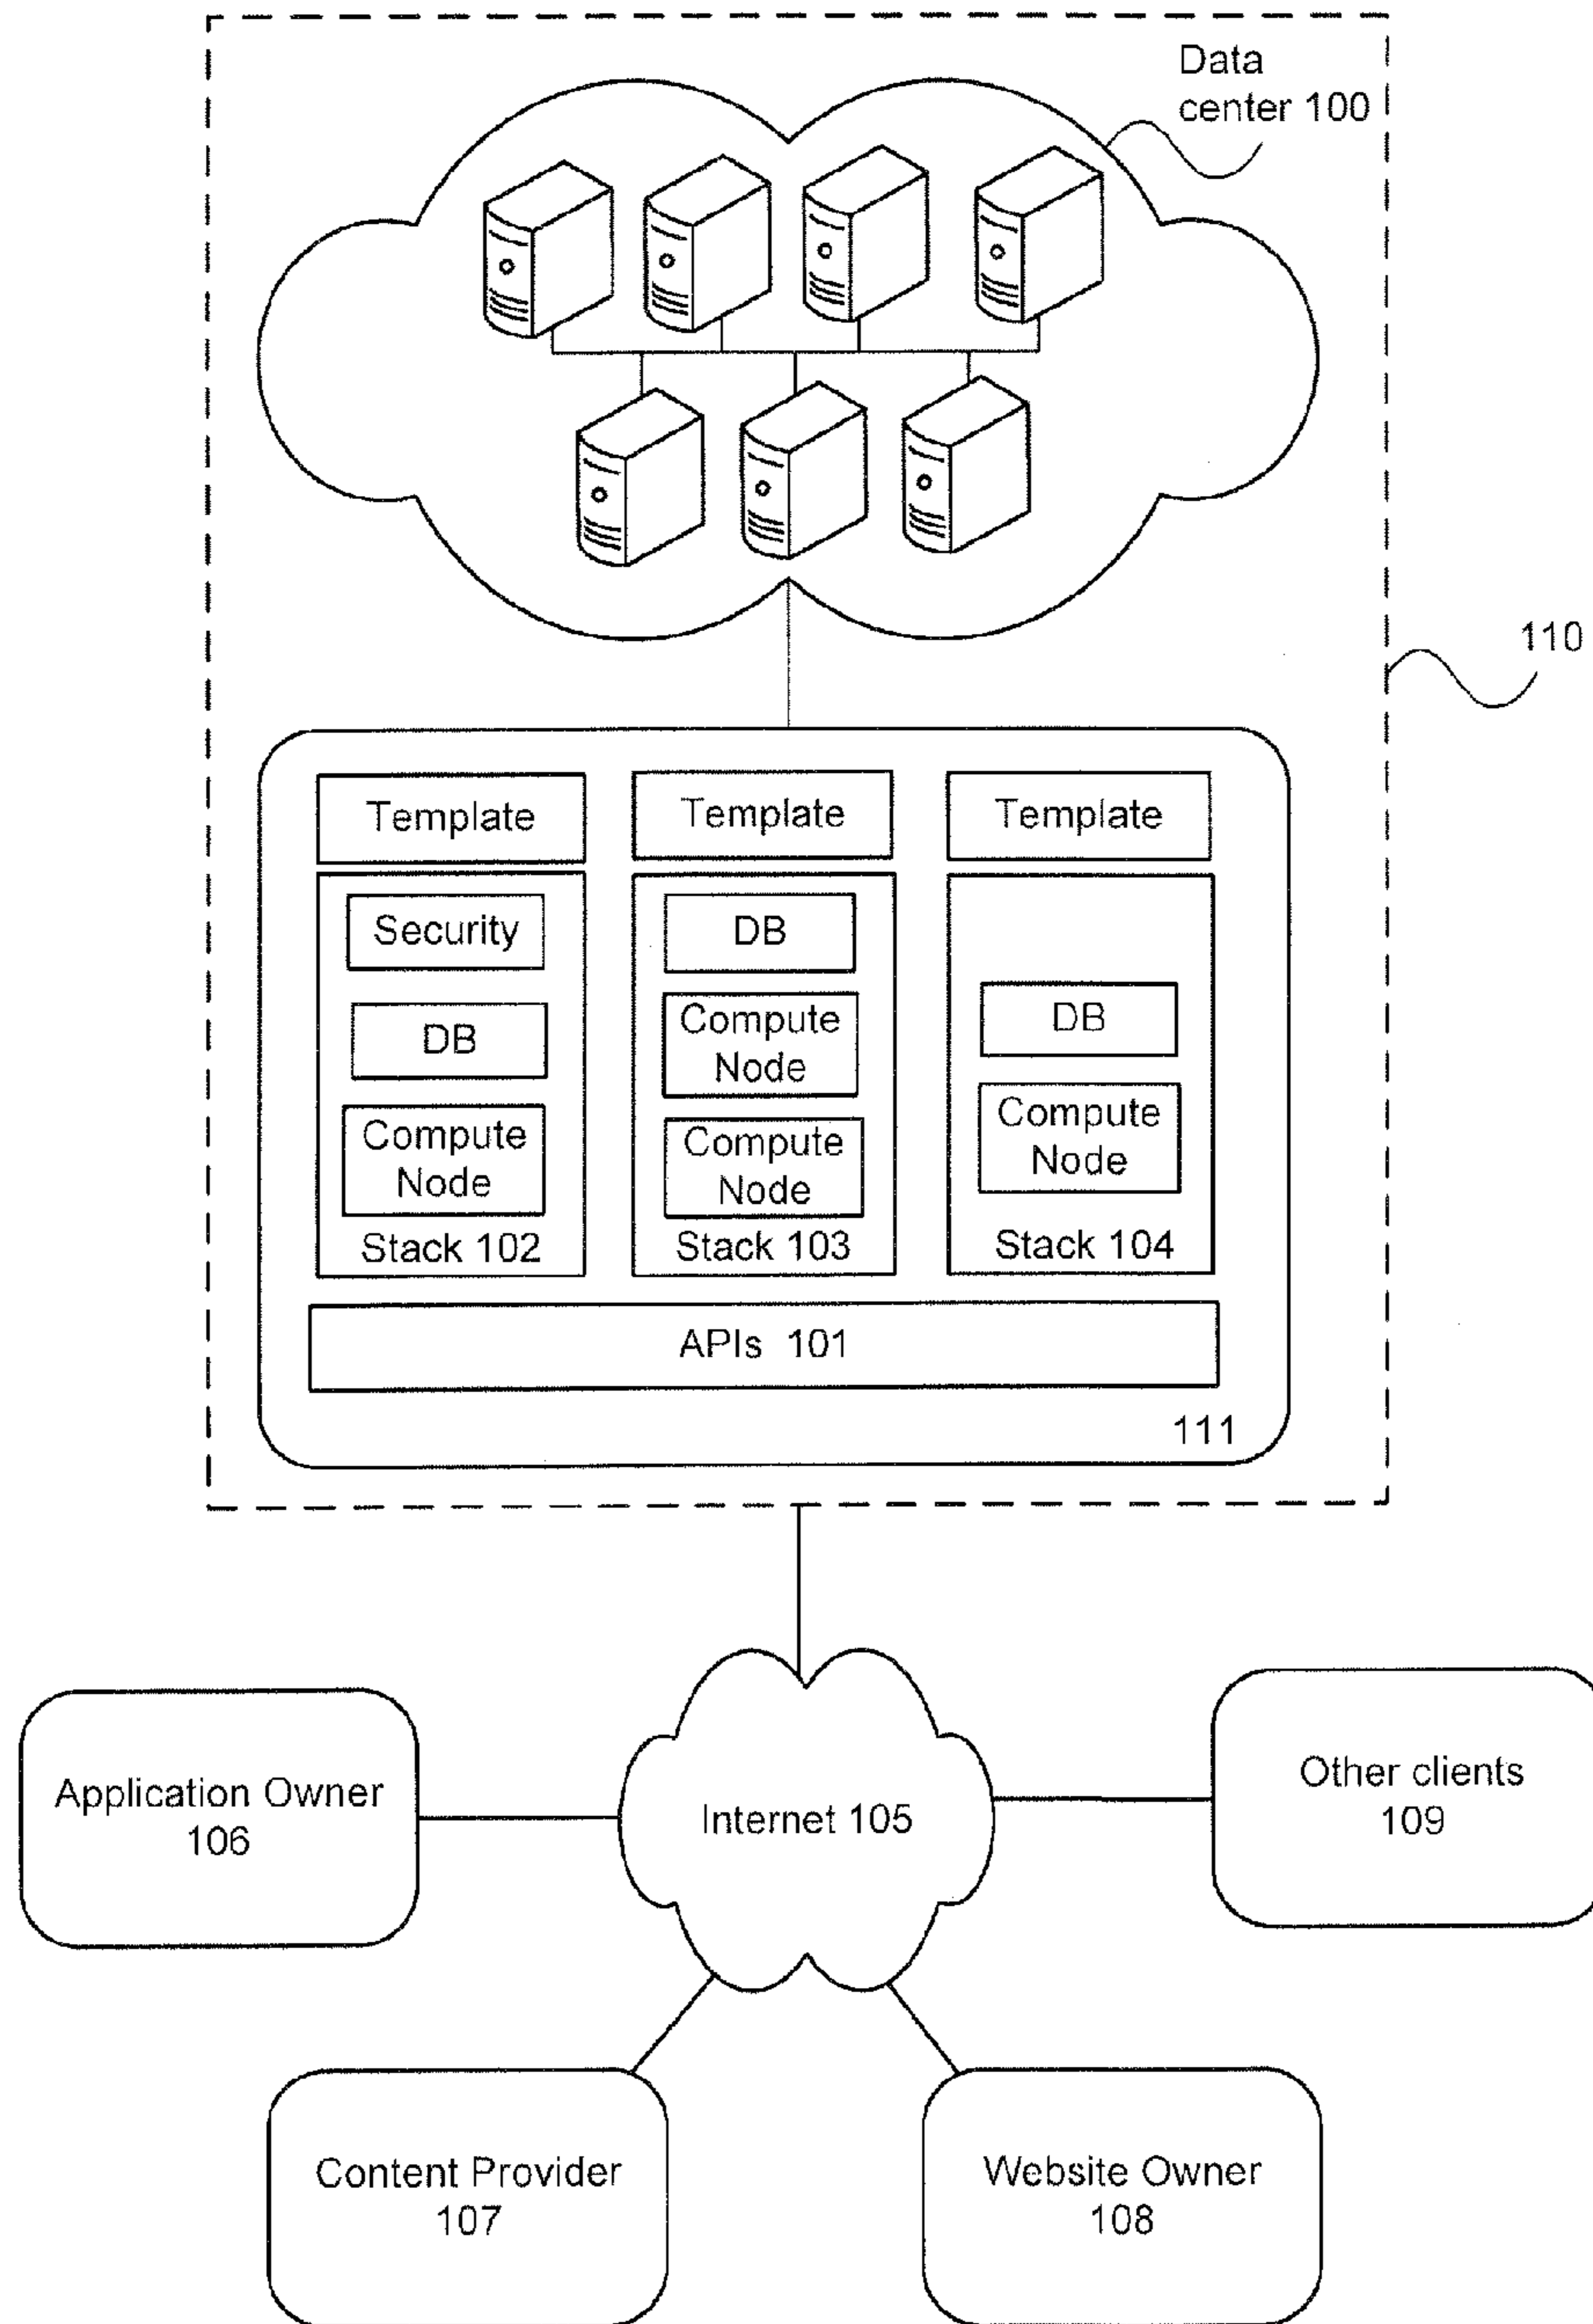 Data
center 100
110
Template
Template
Template
Security
DB
Compute
Node
Stack 102
DB
Compute
Node
Compute
Node
Stack 103
DB
Compute
Node
Stack 104
APIs 101
111
Application Owner
106
Internet 105
Other clients
109
Content Provider
107
Website Owner
108